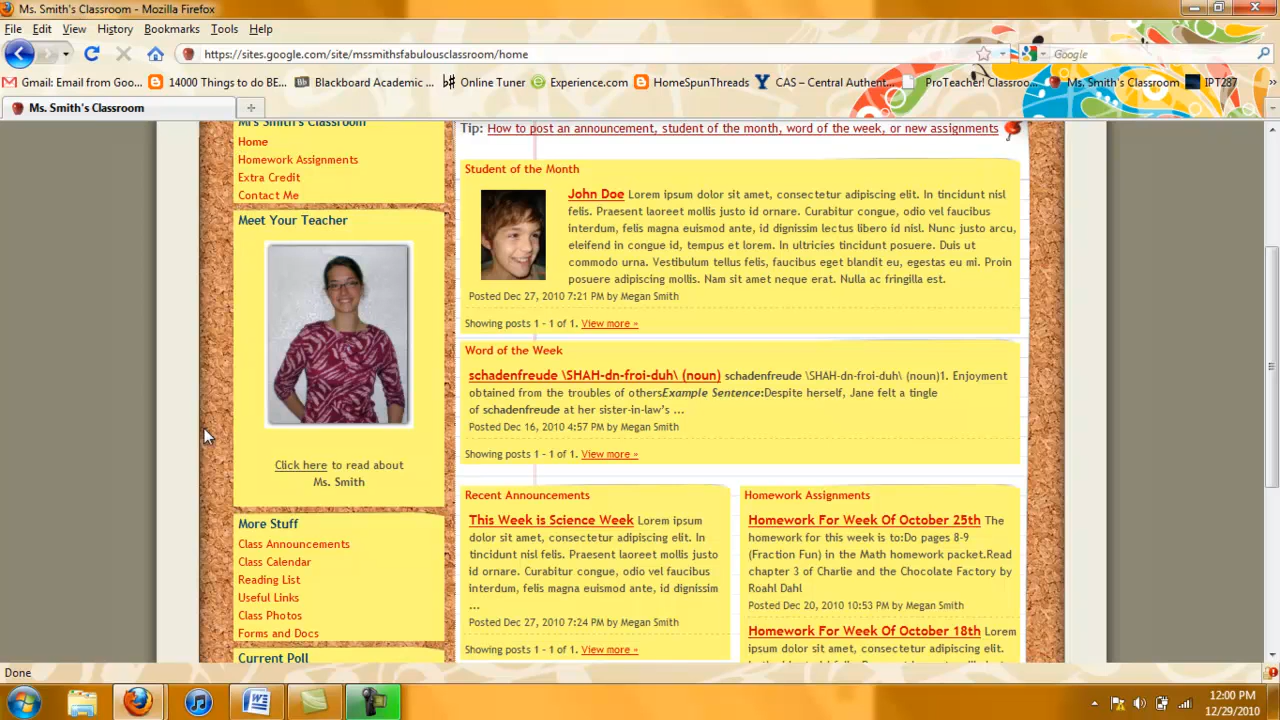 Ms. Smith's Classroom - Mozilla Firefox
File Edit View History Bookmarks Tools Help
https://sites.google.com/site/mssmithsfabulousclassroom/home
Google
Gmail: Email from Goo...
14000 Things to do BE...
Bb
Blackboard Academic ...
Online Tuner
Experience.com
HomeSpunThreads
CAS – Central Authent...
ProTeacher! Classroo...
Ms. Smith's Classroom
IPT287
Ms. Smith's Classroom
Mrs Smith's Classroom
Home
Homework Assignments
Extra Credit
Contact Me
Meet Your Teacher
Click here to read about
Ms. Smith
More Stuff
Class Announcements
Class Calendar
Reading List
Useful Links
Class Photos
Forms and Docs
Current Poll
Tip: How to post an announcement, student of the month, word of the week, or new assignments
Student of the Month
John Doe Lorem ipsum dolor sit amet, consectetur adipiscing elit. In tincidunt nisl
felis. Praesent laoreet mollis justo id ornare. Curabitur congue, odio vel faucibus
interdum, felis magna euismod ante, id dignissim lectus libero id nisl. Nunc justo arcu,
eleifend in congue id, tempus et lorem. In ultricies tincidunt posuere. Duis ut
commodo urna. Vestibulum tellus felis, faucibus eget blandit eu, egestas eu mi. Proin
posuere adipiscing mollis. Nam sit amet neque erat. Nulla ac fringilla est.
Posted Dec 27, 2010 7:21 PM by Megan Smith
Showing posts 1 - 1 of 1. View more »
Word of the Week
schadenfreude \SHAH-dn-froi-duh\ (noun) schadenfreude \SHAH-dn-froi-duh\ (noun)1. Enjoyment
obtained from the troubles of othersExample Sentence:Despite herself, Jane felt a tingle
of schadenfreude at her sister-in-law's ...
Posted Dec 16, 2010 4:57 PM by Megan Smith
Showing posts 1 - 1 of 1. View more »
Recent Announcements
This Week is Science Week Lorem ipsum
dolor sit amet, consectetur adipiscing elit. In
tincidunt nisl felis. Praesent laoreet mollis justo
id ornare. Curabitur congue, odio vel faucibus
interdum, felis magna euismod ante, id dignissim
...
Posted Dec 27, 2010 7:24 PM by Megan Smith
Showing posts 1 - 1 of 1. View more »
Homework Assignments
Homework For Week Of October 25th The
homework for this week is to:Do pages 8-9
(Fraction Fun) in the Math homework packet.Read
chapter 3 of Charlie and the Chocolate Factory by
Roahl Dahl
Posted Dec 20, 2010 10:53 PM by Megan Smith
Homework For Week Of October 18th Lorem
Done
12:00 PM
12/29/2010